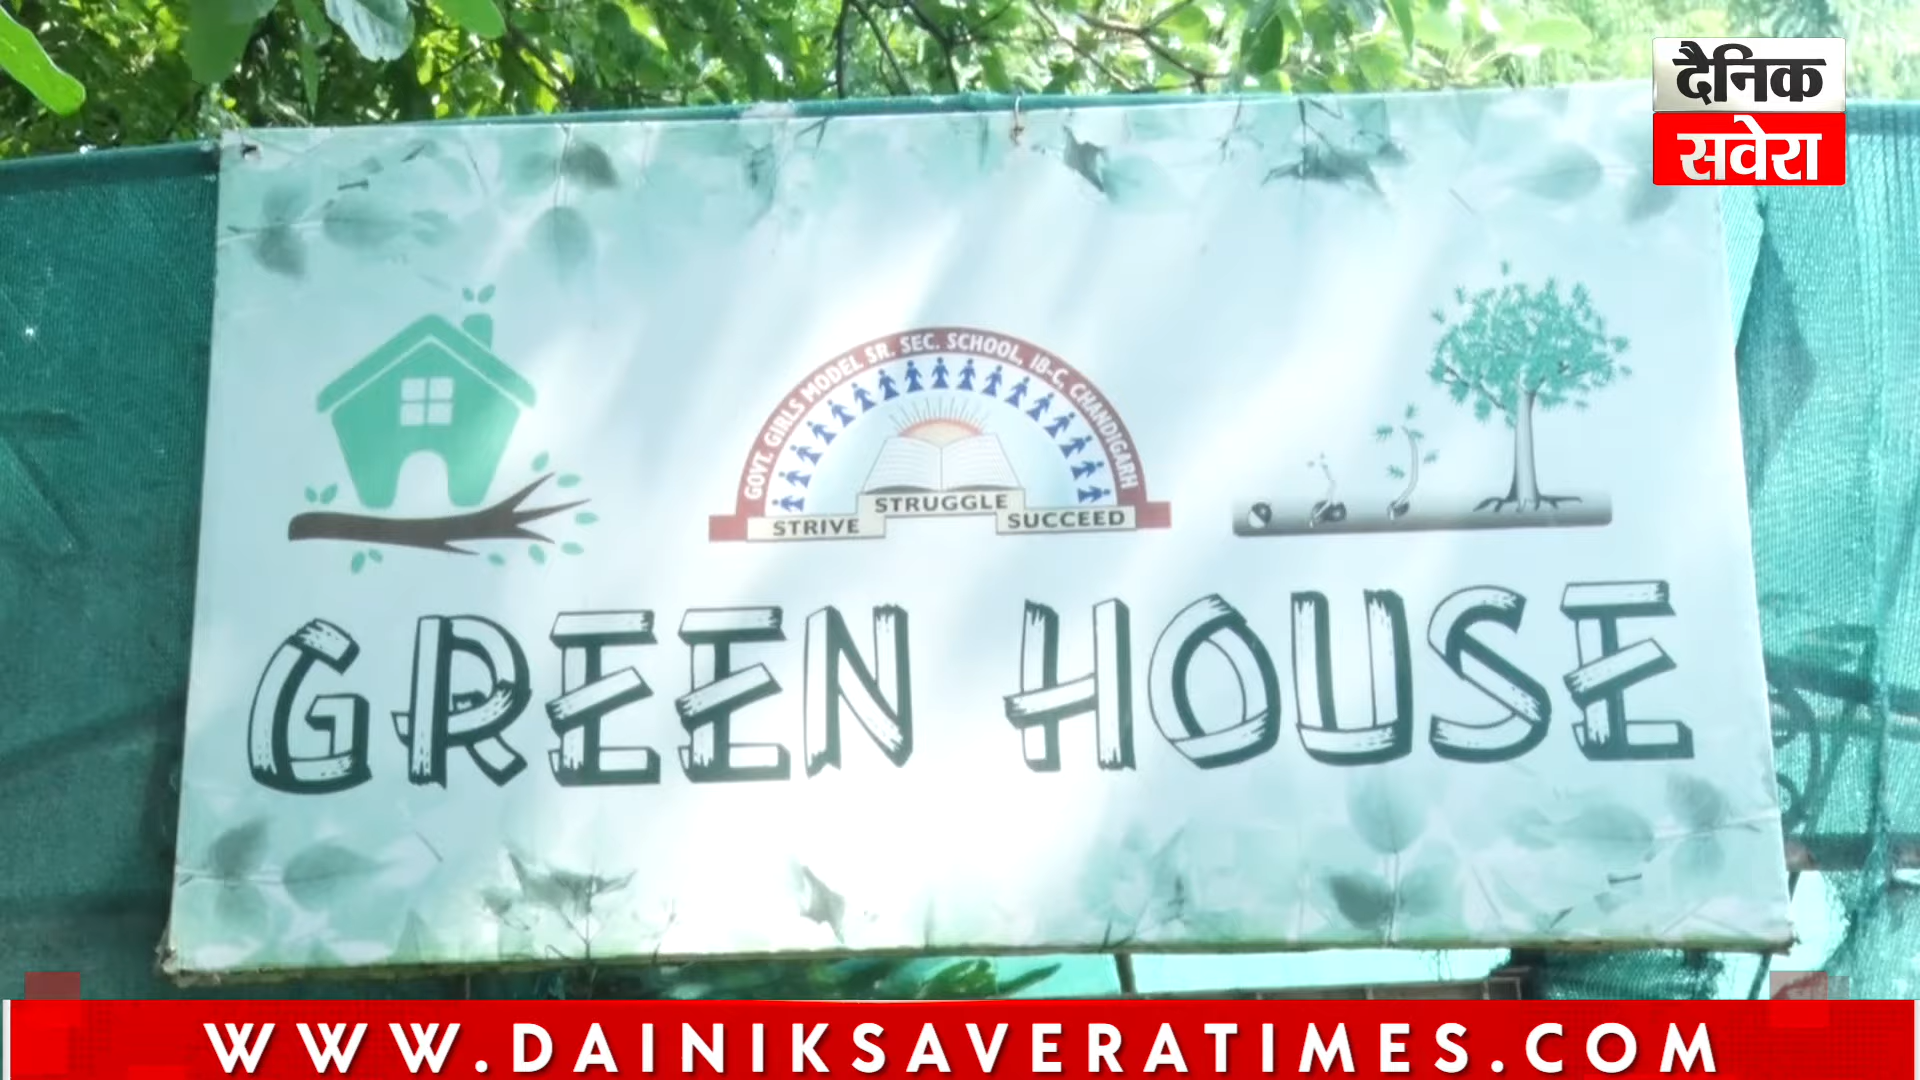 दैनिक
सवेरा
GOVT. GIRLS MODEL SR. SEC. SCHOOL, 18-C, CHANDIGARH
STRIVE STRUGGLE SUCCEED
GREEN HOUSE
WWW.DAINIKSAVERATIMES.COM